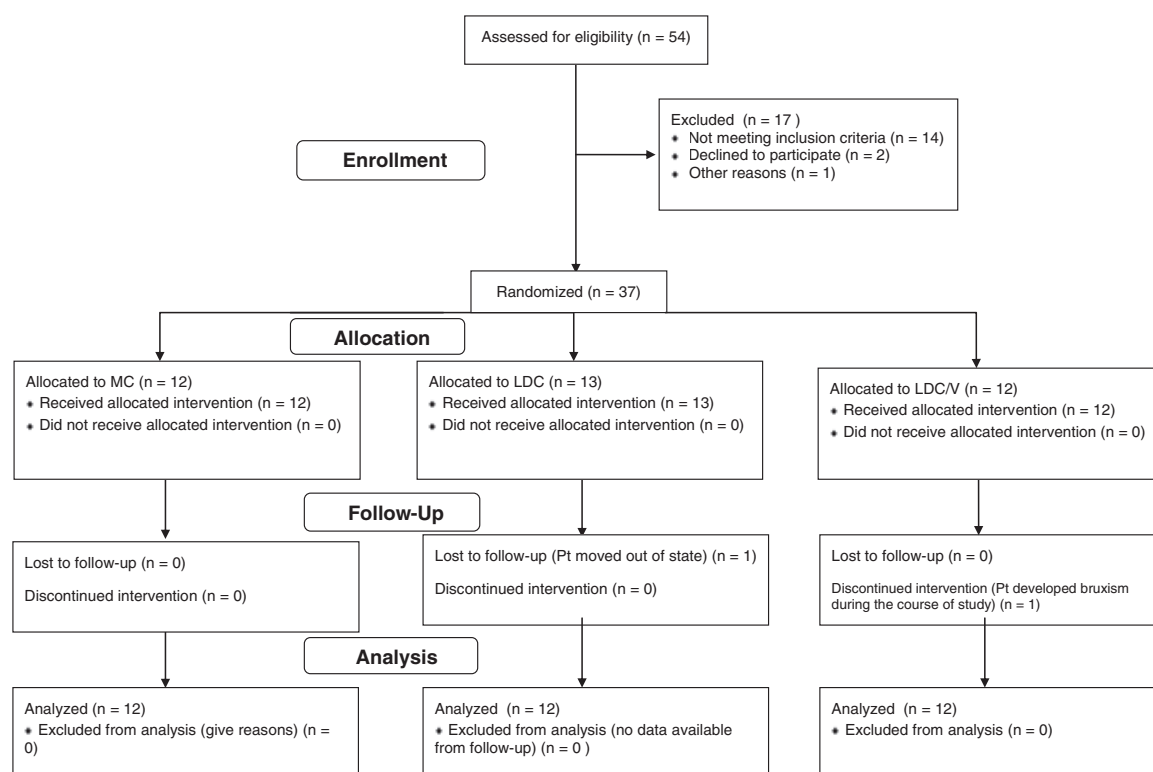 Assessed for eligibility (n = 54)
Excluded  (n = 17 )
⁕ Not meeting inclusion criteria (n = 14)
⁕ Declined to participate (n = 2)
⁕ Other reasons (n = 1)
Enrollment
Randomized (n = 37)
Allocation
Allocated to MC (n = 12)
⁕ Received allocated intervention (n = 12)
⁕ Did not receive allocated intervention (n = 0)
Allocated to LDC (n = 13)
⁕ Received allocated intervention (n = 13)
⁕ Did not receive allocated intervention (n = 0)
Allocated to LDC/V (n = 12)
⁕ Received allocated intervention (n = 12)
⁕ Did not receive allocated intervention (n = 0)
Follow-Up
Lost to follow-up (n = 0)
Discontinued intervention (n = 0)
Lost to follow-up (Pt moved out of state) (n = 1)
Discontinued intervention (n = 0)
Lost to follow-up (n = 0)
Discontinued intervention (Pt developed bruxism
during the course of study) (n = 1)
Analysis
Analyzed (n = 12)
⁕ Excluded from analysis (give reasons) (n =
0)
Analyzed  (n = 12)
⁕ Excluded from analysis (no data available
from follow-up) (n = 0 )
Analyzed  (n = 12)
⁕ Excluded from analysis (n = 0)